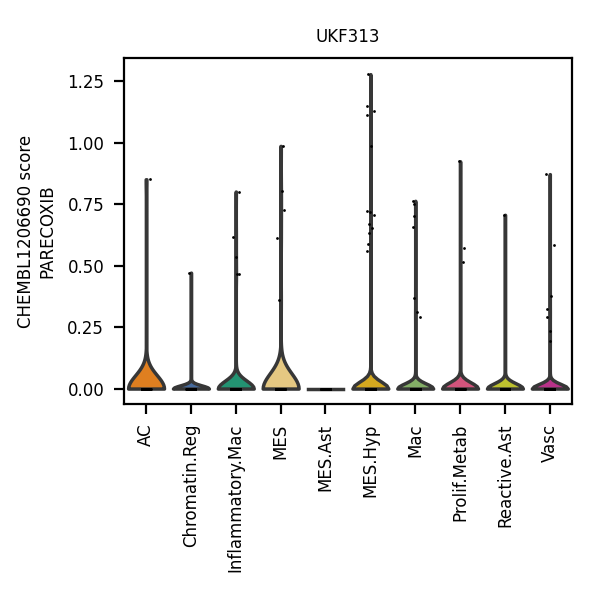 UKF313
CHEMBL1206690 score
PARECOXIB
1.25
1.00
0.75
0.50
0.25
0.00
AC
Chromatin.Reg
Inflammatory.Mac
MES
MES.Ast
MES.Hyp
Mac
Prolif.Metab
Reactive.Ast
Vasc